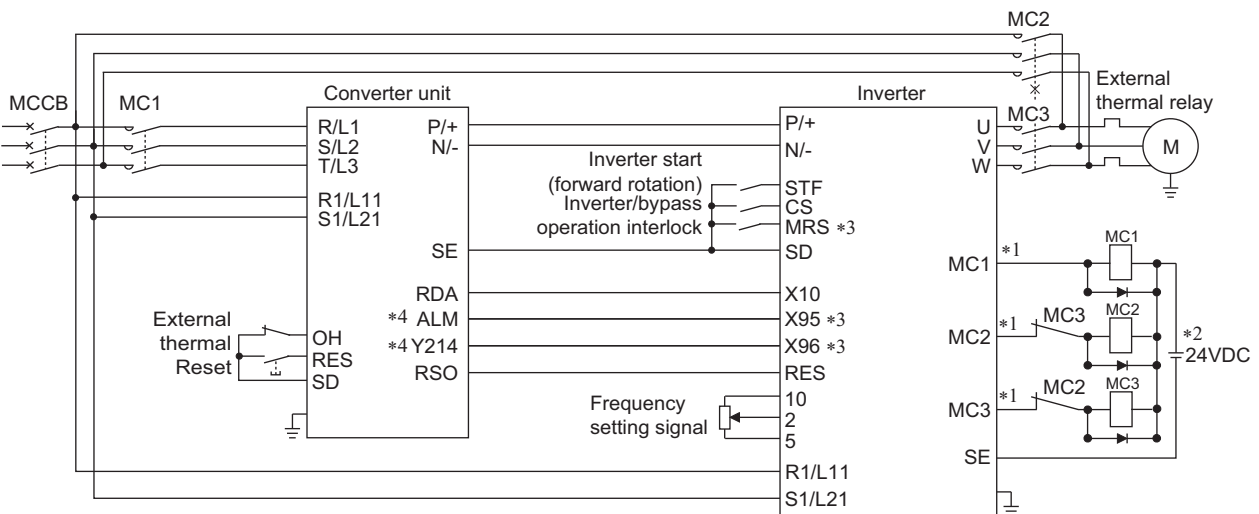 MC2
MCCB
MC1
Converter unit
R/L1
S/L2
T/L3
R1/L11
S1/L21
P/+
N/-
SE
RDA
*4 ALM
*4 Y214
RSO
OH
RES
SD
External
thermal
Reset
Inverter
P/+
N/-
Inverter start
(forward rotation)
Inverter/bypass
operation interlock
STF
CS
MRS *3
SD
X10
X95 *3
X96 *3
RES
Frequency
setting signal
10
2
5
R1/L11
S1/L21
U
V
W
MC3
External
thermal relay
M
MC1
*1
MC1
MC2
*1
MC3
MC2
MC3
*1
MC2
MC3
SE
*2
24VDC